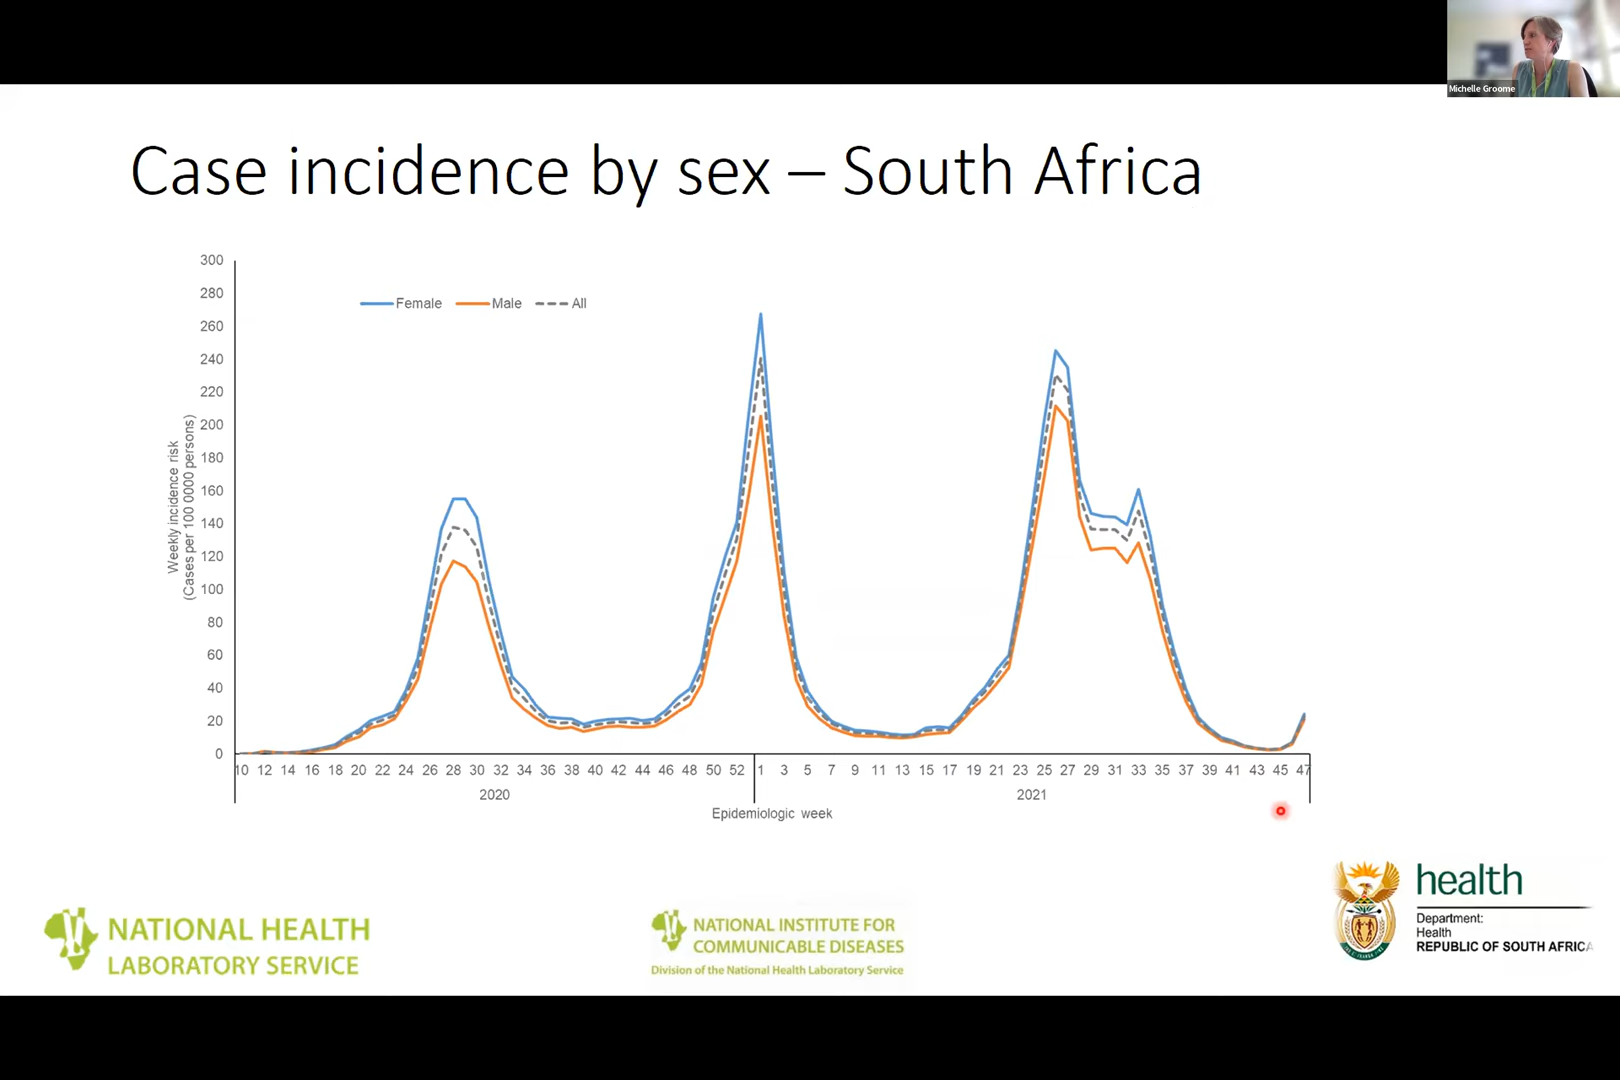 Michelle Groome
Case incidence by sex – South Africa
300
280
260
240
220
200
180
160
140
120
100
80
60
40
20
0
Weekly incidence risk
(Cases per 100 0000 persons)
Female Male All
10 12 14 16 18 20 22 24 26 28 30 32 34 36 38 40 42 44 46 48 50 52 1 3 5 7 9 11 13 15 17 19 21 23 25 27 29 31 33 35 37 39 41 43 45 47
2020 2021
Epidemiologic week
NATIONAL HEALTH
LABORATORY SERVICE
NATIONAL INSTITUTE FOR
COMMUNICABLE DISEASES
Division of the National Health Laboratory Service
health
Department:
Health
REPUBLIC OF SOUTH AFRICA